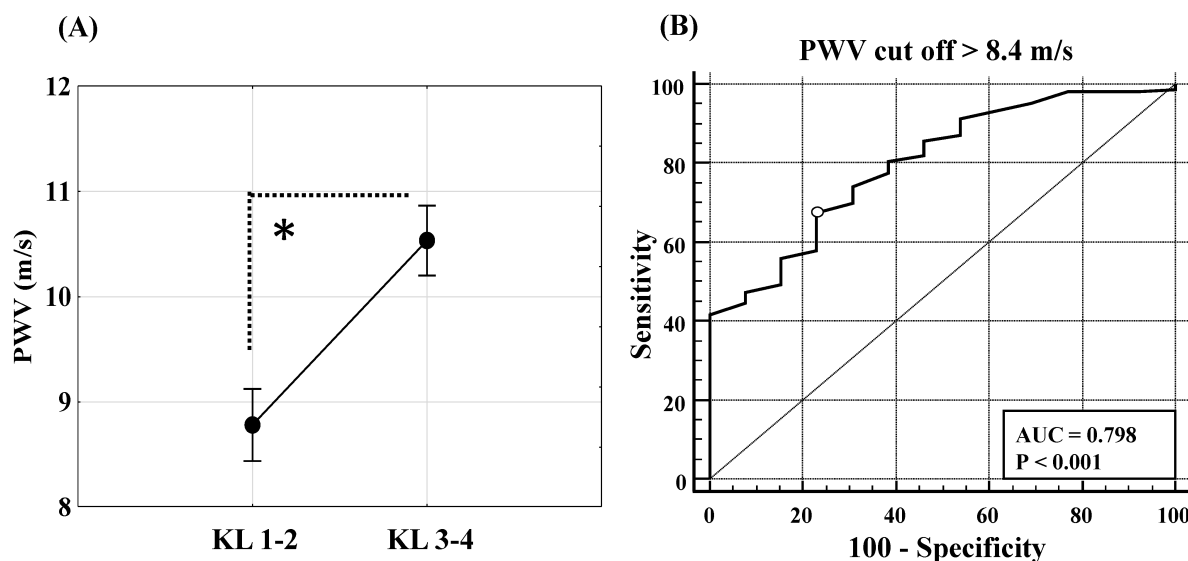 (A)
12
11
10
9
8
PWV (m/s)
*
KL 1-2
KL 3-4
(B)
PWV cut off > 8.4 m/s
100
80
60
40
20
0
Sensitivity
AUC = 0.798
P < 0.001
0
20
40
60
80
100
100 - Specificity